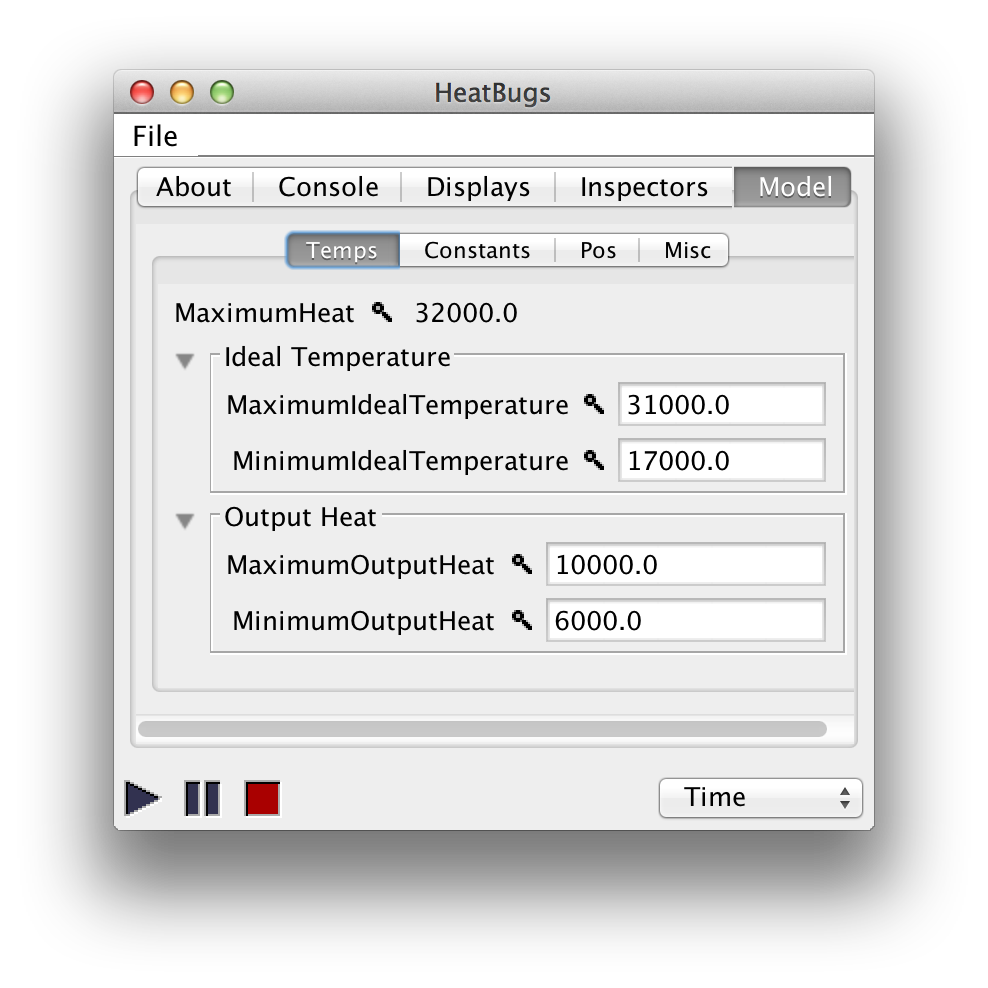 HeatBugs
File
About Console Displays Inspectors Model
Temps Constants Pos Misc
MaximumHeat 32000.0
Ideal Temperature
MaximumIdealTemperature 31000.0
MinimumIdealTemperature 17000.0
Output Heat
MaximumOutputHeat 10000.0
MinimumOutputHeat 6000.0
Time